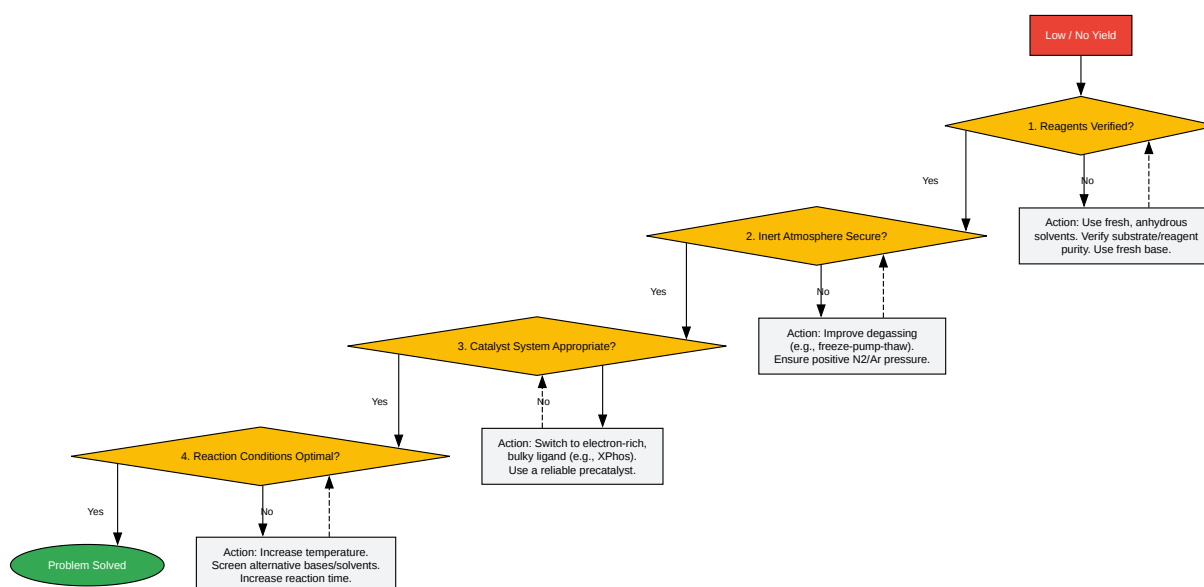 Low / No Yield
1. Reagents Verified?
Yes
No
Action: Use fresh, anhydrous
solvents. Verify substrate/reagent
purity. Use fresh base.
2. Inert Atmosphere Secure?
Yes
No
Action: Improve degassing
(e.g., freeze-pump-thaw).
Ensure positive N2/Ar pressure.
3. Catalyst System Appropriate?
Yes
No
Action: Switch to electron-rich,
bulky ligand (e.g., XPhos).
Use a reliable precatalyst.
4. Reaction Conditions Optimal?
Yes
No
Action: Increase temperature.
Screen alternative bases/solvents.
Increase reaction time.
Problem Solved